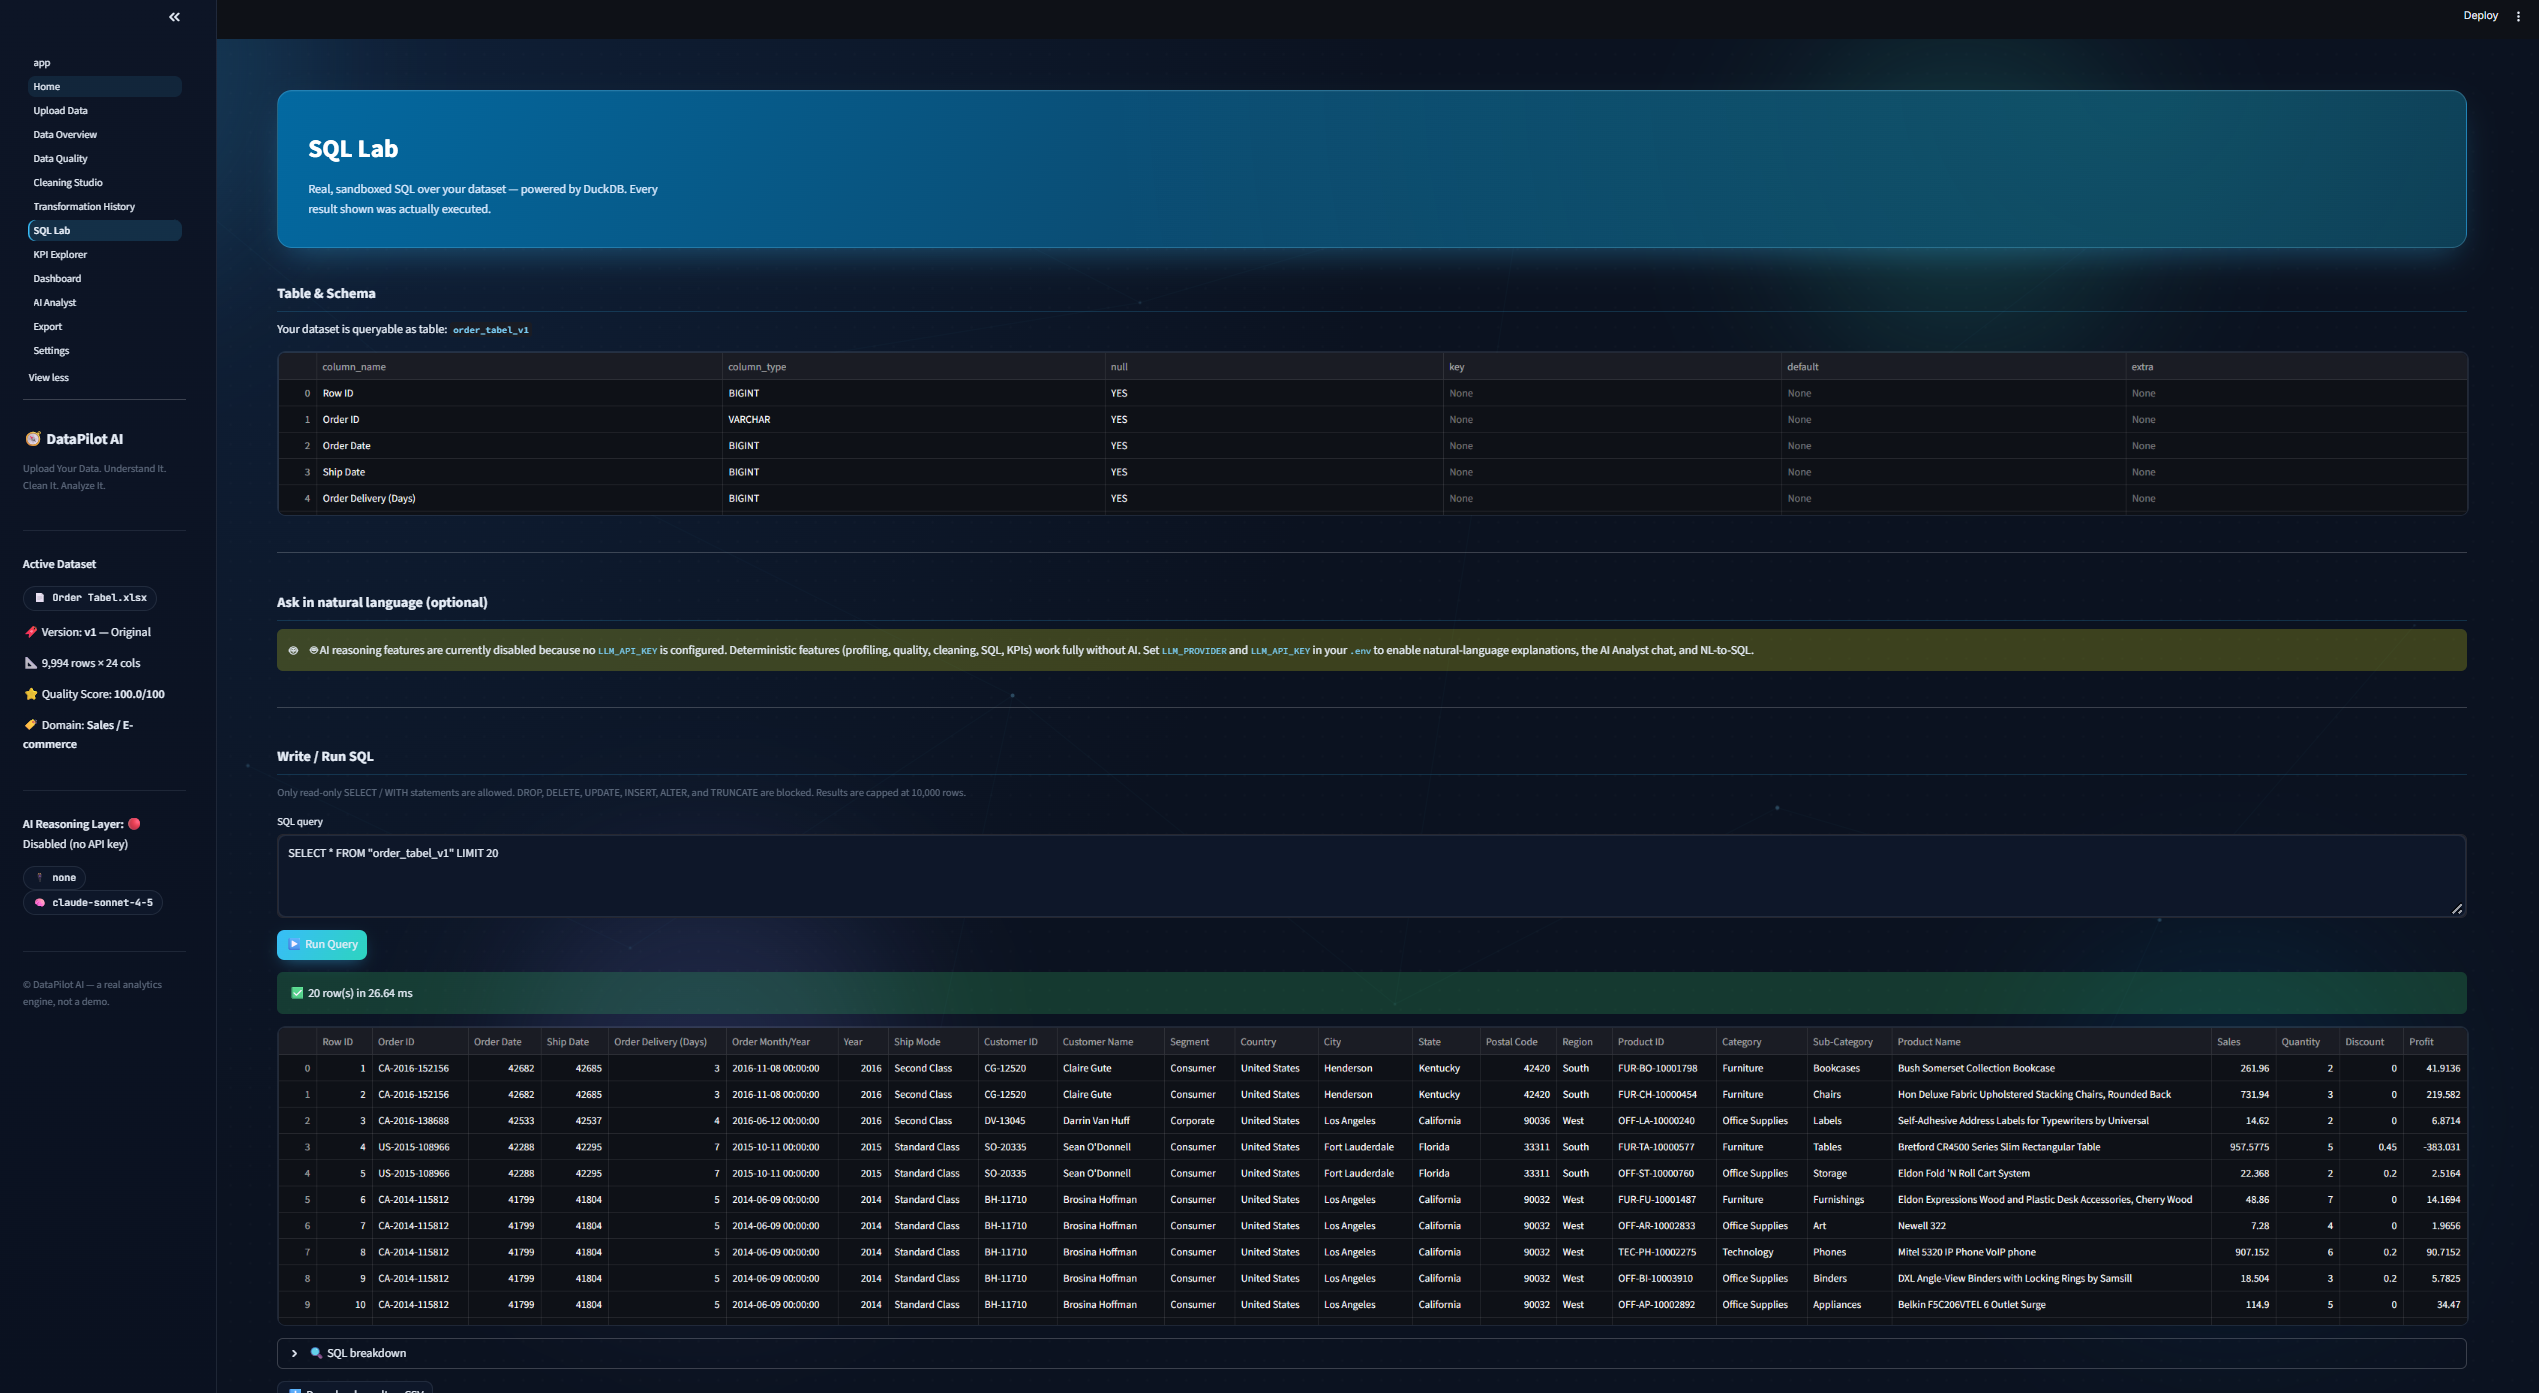 Deploy
app
Home
Upload Data
Data Overview
Data Quality
Cleaning Studio
Transformation History
SQL Lab
KPI Explorer
Dashboard
AI Analyst
Export
Settings
View less
DataPilot AI
Upload Your Data. Understand It.
Clean It. Analyze It.
Active Dataset
Order Tabel.xlsx
Version: v1 — Original
9,994 rows × 24 cols
Quality Score: 100.0/100
Domain: Sales / E-
commerce
AI Reasoning Layer:
Disabled (no API key)
none
claude-sonnet-4-5
© DataPilot AI — a real analytics
engine, not a demo.
SQL Lab
Real, sandboxed SQL over your dataset — powered by DuckDB. Every
result shown was actually executed.
Table & Schema
Your dataset is queryable as table: order_tabel_v1
column_name column_type null key default extra
0 Row ID BIGINT YES None None None
1 Order ID VARCHAR YES None None None
2 Order Date BIGINT YES None None None
3 Ship Date BIGINT YES None None None
4 Order Delivery (Days) BIGINT YES None None None
Ask in natural language (optional)
AI reasoning features are currently disabled because no LLM_API_KEY is configured. Deterministic features (profiling, quality, cleaning, SQL, KPIs) work fully without AI. Set LLM_PROVIDER and LLM_API_KEY in your .env to enable natural-language explanations, the AI Analyst chat, and NL-to-SQL.
Write / Run SQL
Only read-only SELECT / WITH statements are allowed. DROP, DELETE, UPDATE, INSERT, ALTER, and TRUNCATE are blocked. Results are capped at 10,000 rows.
SQL query
SELECT * FROM "order_tabel_v1" LIMIT 20
Run Query
20 row(s) in 26.64 ms
Row ID Order ID Order Date Ship Date Order Delivery (Days) Order Month/Year Year Ship Mode Customer ID Customer Name Segment Country City State Postal Code Region Product ID Category Sub-Category Product Name Sales Quantity Discount Profit
0 1 CA-2016-152156 42682 42685 3 2016-11-08 00:00:00 2016 Second Class CG-12520 Claire Gute Consumer United States Henderson Kentucky 42420 South FUR-BO-10001798 Furniture Bookcases Bush Somerset Collection Bookcase 261.96 2 0 41.9136
1 2 CA-2016-152156 42682 42685 3 2016-11-08 00:00:00 2016 Second Class CG-12520 Claire Gute Consumer United States Henderson Kentucky 42420 South FUR-CH-10000454 Furniture Chairs Hon Deluxe Fabric Upholstered Stacking Chairs, Rounded Back 731.94 3 0 219.582
2 3 CA-2016-138688 42533 42537 4 2016-06-12 00:00:00 2016 Second Class DV-13045 Darrin Van Huff Corporate United States Los Angeles California 90036 West OFF-LA-10000240 Office Supplies Labels Self-Adhesive Address Labels for Typewriters by Universal 14.62 2 0 6.8714
3 4 US-2015-108966 42288 42295 7 2015-10-11 00:00:00 2015 Standard Class SO-20335 Sean O'Donnell Consumer United States Fort Lauderdale Florida 33311 South FUR-TA-10000577 Furniture Tables Bretford CR4500 Series Slim Rectangular Table 957.5775 5 0.45 -383.031
4 5 US-2015-108966 42288 42295 7 2015-10-11 00:00:00 2015 Standard Class SO-20335 Sean O'Donnell Consumer United States Fort Lauderdale Florida 33311 South OFF-ST-10000760 Office Supplies Storage Eldon Fold 'N Roll Cart System 22.368 2 0.2 2.5164
5 6 CA-2014-115812 41799 41804 5 2014-06-09 00:00:00 2014 Standard Class BH-11710 Brosina Hoffman Consumer United States Los Angeles California 90032 West FUR-FU-10001487 Furniture Furnishings Eldon Expressions Wood and Plastic Desk Accessories, Cherry Wood 48.86 7 0 14.1694
6 7 CA-2014-115812 41799 41804 5 2014-06-09 00:00:00 2014 Standard Class BH-11710 Brosina Hoffman Consumer United States Los Angeles California 90032 West OFF-AR-10002833 Office Supplies Art Newell 322 7.28 4 0 1.9656
7 8 CA-2014-115812 41799 41804 5 2014-06-09 00:00:00 2014 Standard Class BH-11710 Brosina Hoffman Consumer United States Los Angeles California 90032 West TEC-PH-10002275 Technology Phones Mitel 5320 IP Phone VoIP phone 907.152 6 0.2 90.7152
8 9 CA-2014-115812 41799 41804 5 2014-06-09 00:00:00 2014 Standard Class BH-11710 Brosina Hoffman Consumer United States Los Angeles California 90032 West OFF-BI-10003910 Office Supplies Binders DXL Angle-View Binders with Locking Rings by Samsill 18.504 3 0.2 5.7825
9 10 CA-2014-115812 41799 41804 5 2014-06-09 00:00:00 2014 Standard Class BH-11710 Brosina Hoffman Consumer United States Los Angeles California 90032 West OFF-AP-10002892 Office Supplies Appliances Belkin F5C206VTEL 6 Outlet Surge 114.9 5 0 34.47
SQL breakdown